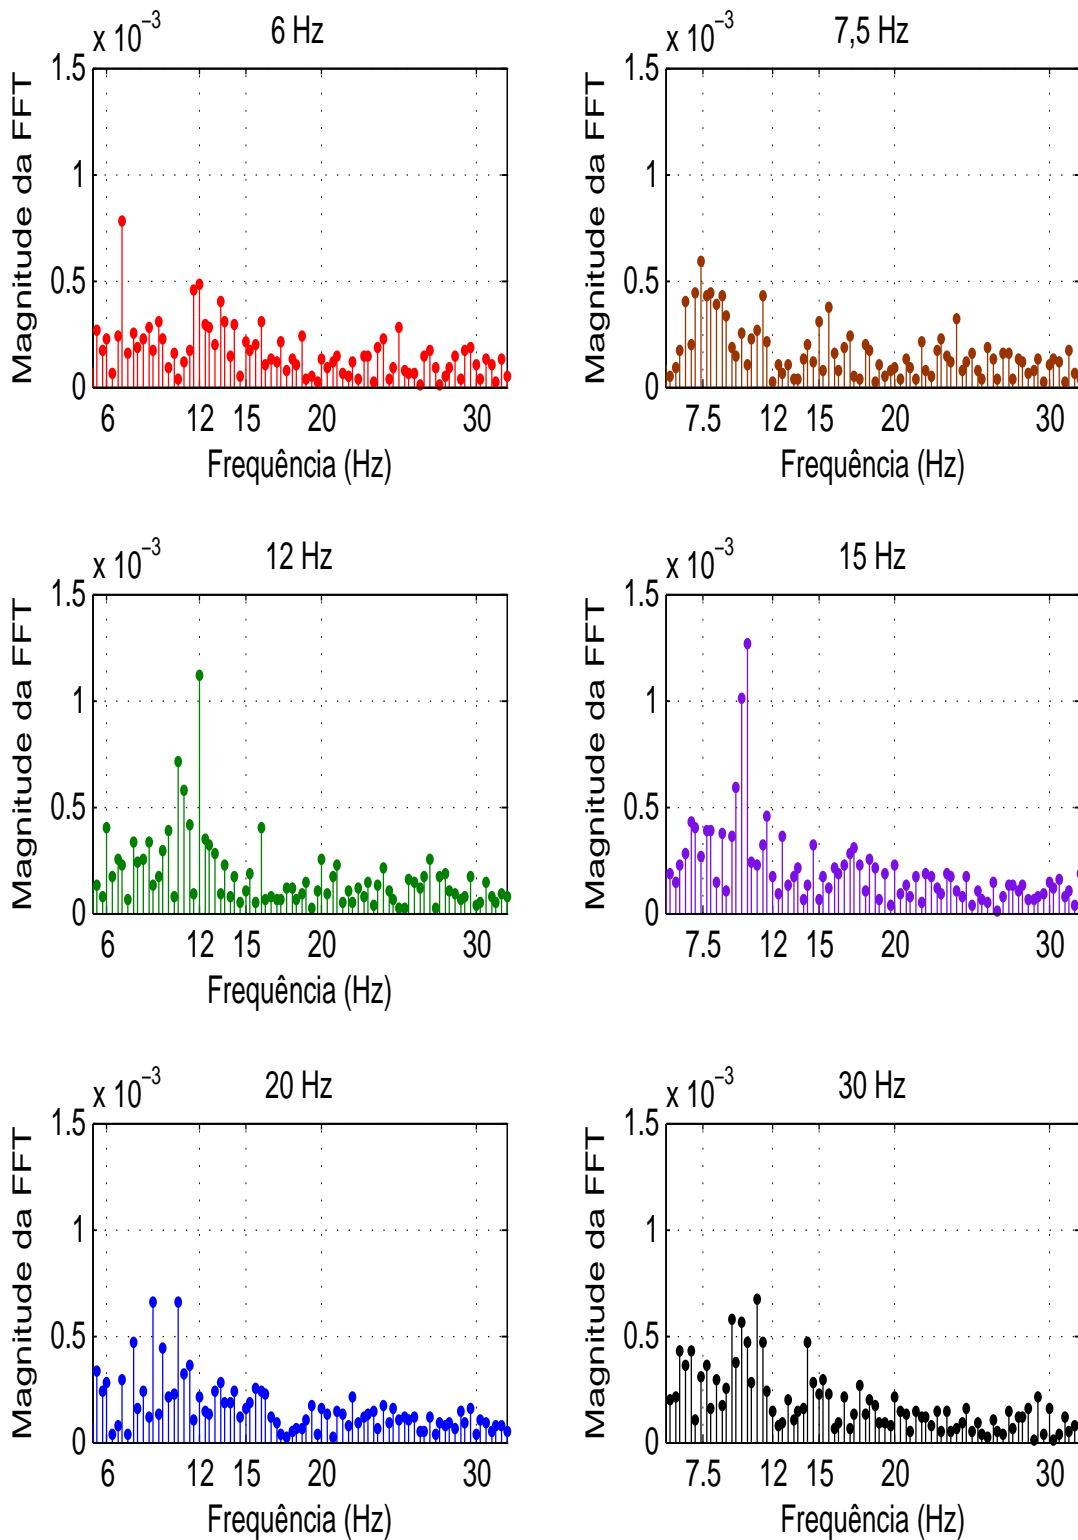 x 10⁻³ 6 Hz
1.5
1
0.5
0
Magnitude da FFT
6 12 15 20 30
Frequência (Hz)
x 10⁻³ 7,5 Hz
1.5
1
0.5
0
Magnitude da FFT
7.5 12 15 20 30
Frequência (Hz)
x 10⁻³ 12 Hz
1.5
1
0.5
0
Magnitude da FFT
6 12 15 20 30
Frequência (Hz)
x 10⁻³ 15 Hz
1.5
1
0.5
0
Magnitude da FFT
7.5 12 15 20 30
x 10⁻³ 20 Hz
1.5
1
0.5
0
Magnitude da FFT
6 12 15 20 30
Frequência (Hz)
x 10⁻³ 30 Hz
1.5
1
0.5
0
Magnitude da FFT
7.5 12 15 20 30
Frequência (Hz)